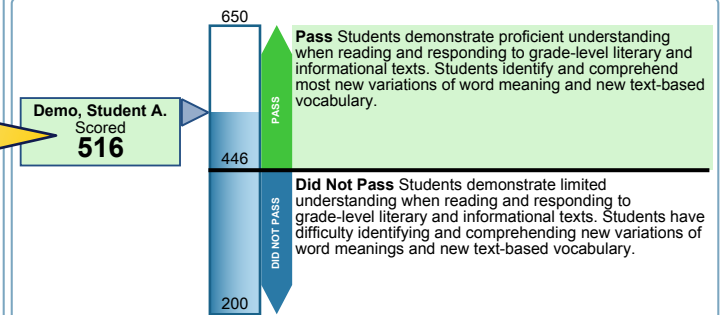 650
Pass Students demonstrate proficient understanding
when reading and responding to grade-level literary and
informational texts. Students identify and comprehend
most new variations of word meaning and new text-based
vocabulary.
PASS
Demo, Student A.
Scored
516
446
Did Not Pass Students demonstrate limited
understanding when reading and responding to
grade-level literary and informational texts. Students have
difficulty identifying and comprehending new variations of
word meanings and new text-based vocabulary.
DID NOT PASS
200